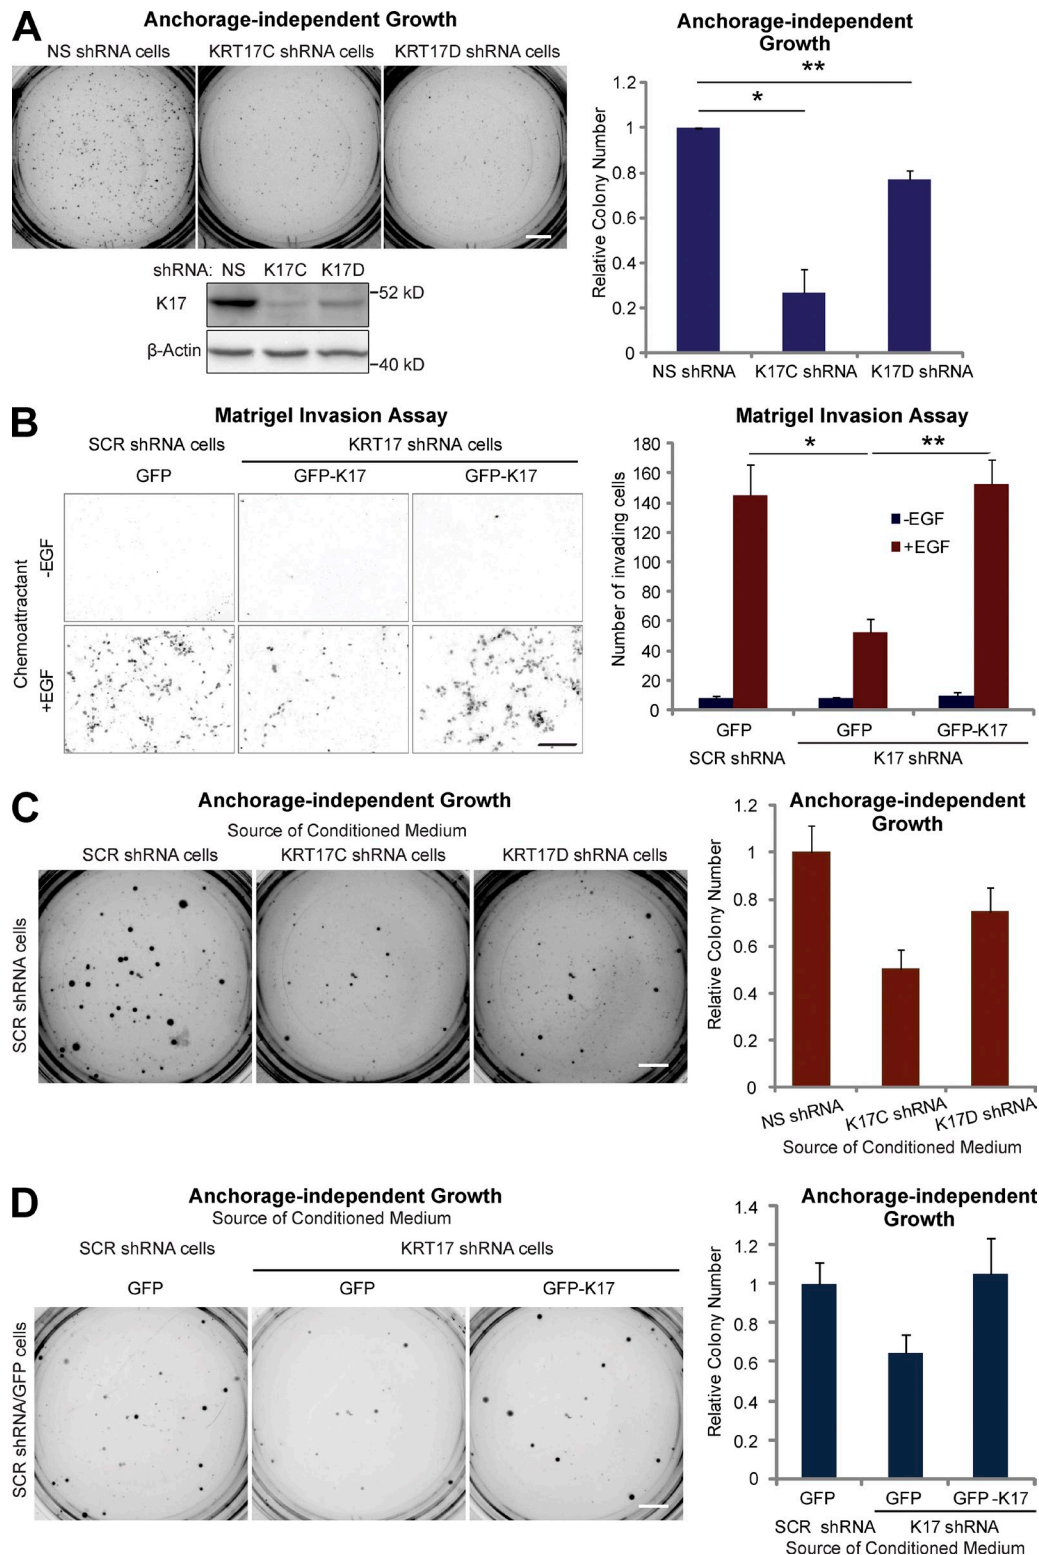 A
Anchorage-independent Growth
NS shRNA cells KRT17C shRNA cells KRT17D shRNA cells
shRNA: NS K17C K17D
K17
52 kD
β-Actin
40 kD
Anchorage-independent
Growth
**
*
Relative Colony Number
1.2
1
0.8
0.6
0.4
0.2
0
NS shRNA K17C shRNA K17D shRNA
B
Matrigel Invasion Assay
SCR shRNA cells KRT17 shRNA cells
GFP GFP-K17 GFP-K17
Chemoattractant
-EGF
+EGF
Matrigel Invasion Assay
* **
Number of invading cells
180
160
140
120
100
80
60
40
20
0
-EGF
+EGF
GFP GFP GFP-K17
SCR shRNA K17 shRNA
C
Anchorage-independent Growth
Source of Conditioned Medium
SCR shRNA cells KRT17C shRNA cells KRT17D shRNA cells
SCR shRNA cells
Anchorage-independent
Growth
Relative Colony Number
1.2
1
0.8
0.6
0.4
0.2
0
NS shRNA K17C shRNA K17D shRNA
Source of Conditioned Medium
D
Anchorage-independent Growth
Source of Conditioned Medium
SCR shRNA cells KRT17 shRNA cells
GFP GFP GFP-K17
SCR shRNA/GFP cells
Anchorage-independent
Growth
Relative Colony Number
1.4
1.2
1
0.8
0.6
0.4
0.2
0
GFP GFP GFP -K17
SCR shRNA K17 shRNA
Source of Conditioned Medium